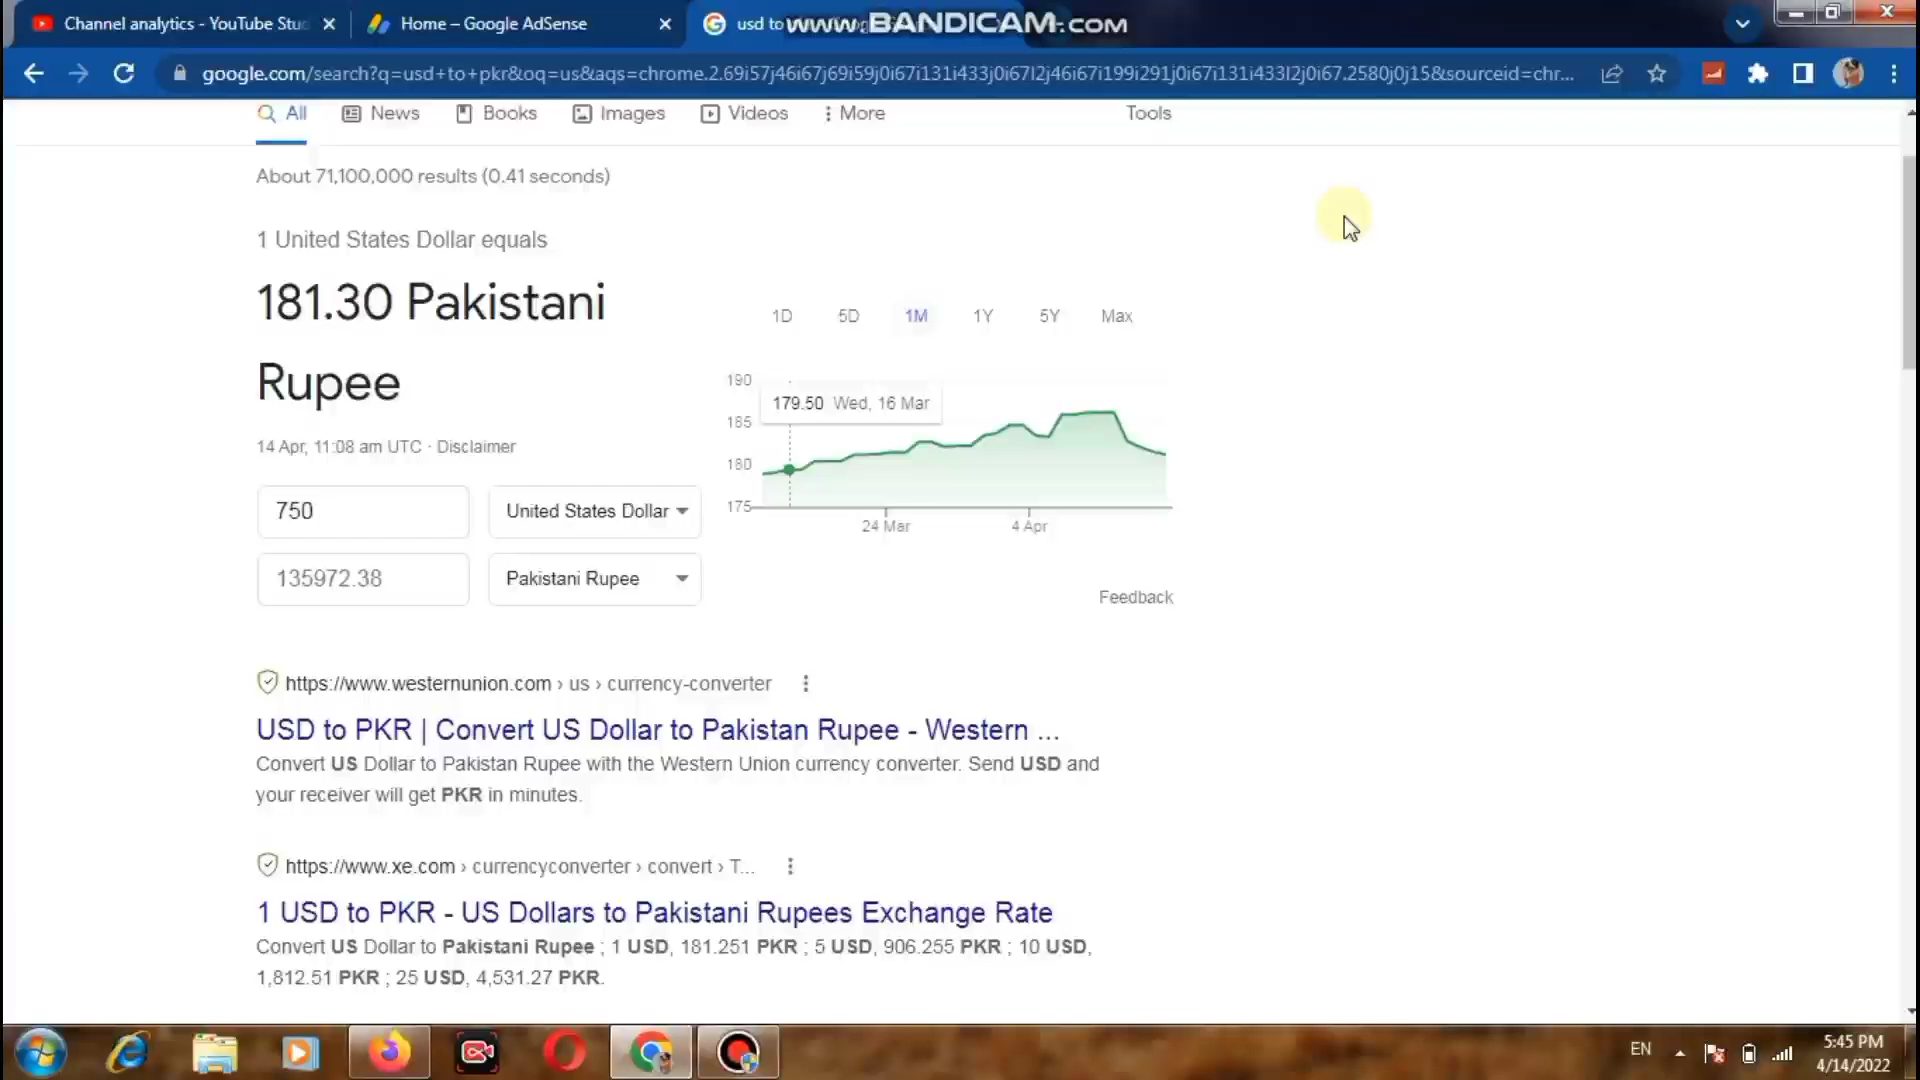 Channel analytics - YouTube Stu
Home – Google AdSense
usd to
www.BANDICAM.com
google.com/search?q=usd+to+pkr&oq=us&aqs=chrome.2.69i57j46i67j69i59j0i67i131i433j0i67l2j46i67i199i291j0i67i131i433l2j0i67.2580j0j15&sourceid=chr...
All
News
Books
Images
Videos
More
Tools
About 71,100,000 results (0.41 seconds)
1 United States Dollar equals
181.30 Pakistani
Rupee
14 Apr, 11:08 am UTC · Disclaimer
750
United States Dollar
135972.38
Pakistani Rupee
1D 5D 1M 1Y 5Y Max
190
179.50 Wed, 16 Mar
185
180
175
24 Mar
4 Apr
Feedback
https://www.westernunion.com › us › currency-converter
USD to PKR | Convert US Dollar to Pakistan Rupee - Western ...
Convert US Dollar to Pakistan Rupee with the Western Union currency converter. Send USD and
your receiver will get PKR in minutes.
https://www.xe.com › currencyconverter › convert › T...
1 USD to PKR - US Dollars to Pakistani Rupees Exchange Rate
Convert US Dollar to Pakistani Rupee ; 1 USD, 181.251 PKR ; 5 USD, 906.255 PKR ; 10 USD,
1,812.51 PKR ; 25 USD, 4,531.27 PKR.
EN
5:45 PM
4/14/2022